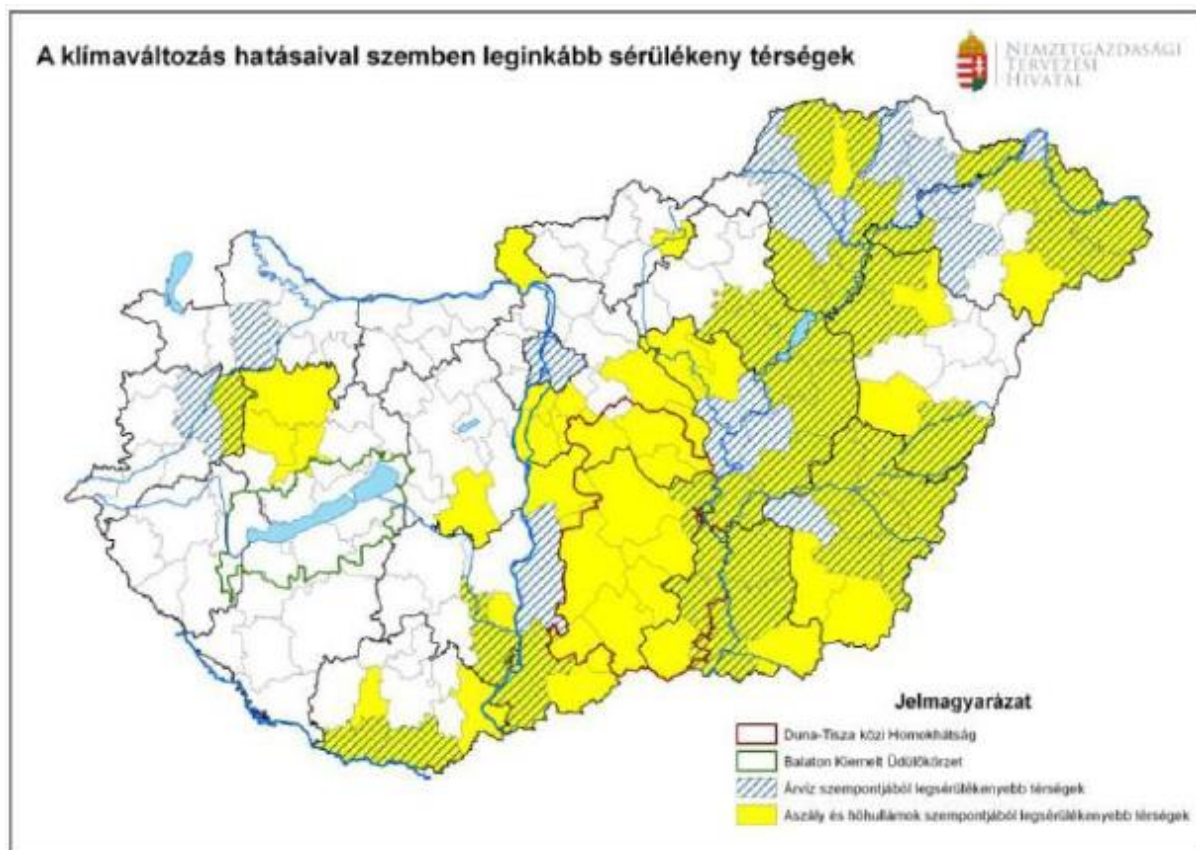 A klímaváltozás hatásaival szemben leginkább sérülékeny térségek
NEMZETGAZDASÁGI
TERVEZÉSI
HIVATAL
Jelmagyarázat
Duna-Tisza közi Homokhátság
Balaton Kiemelt Üdülőkörzet
Árvíz szempontjából legsérülékenyebb térségek
Aszály és hőhullámok szempontjából legsérülékenyebb térségek